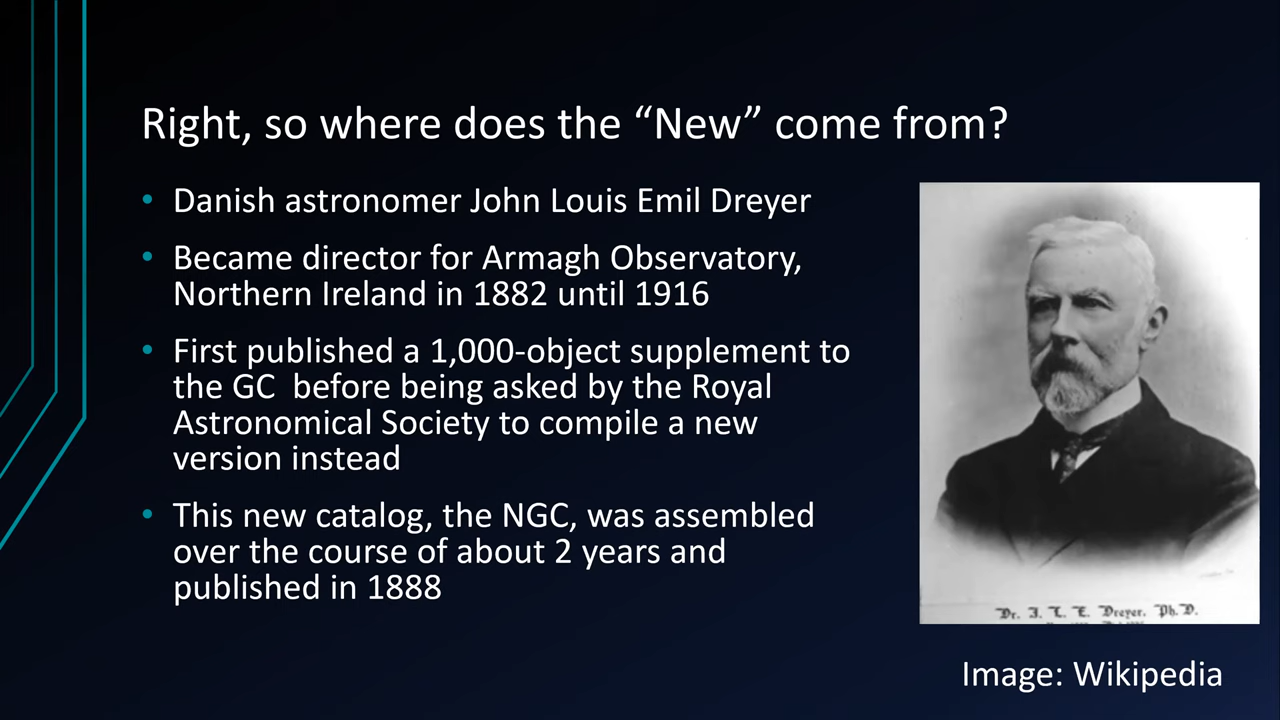 Right, so where does the “New” come from?
• Danish astronomer John Louis Emil Dreyer
• Became director for Armagh Observatory,
Northern Ireland in 1882 until 1916
• First published a 1,000-object supplement to
the GC  before being asked by the Royal
Astronomical Society to compile a new
version instead
• This new catalog, the NGC, was assembled
over the course of about 2 years and
published in 1888
Dr. J. L. E. Dreyer, Ph.D.
Image: Wikipedia